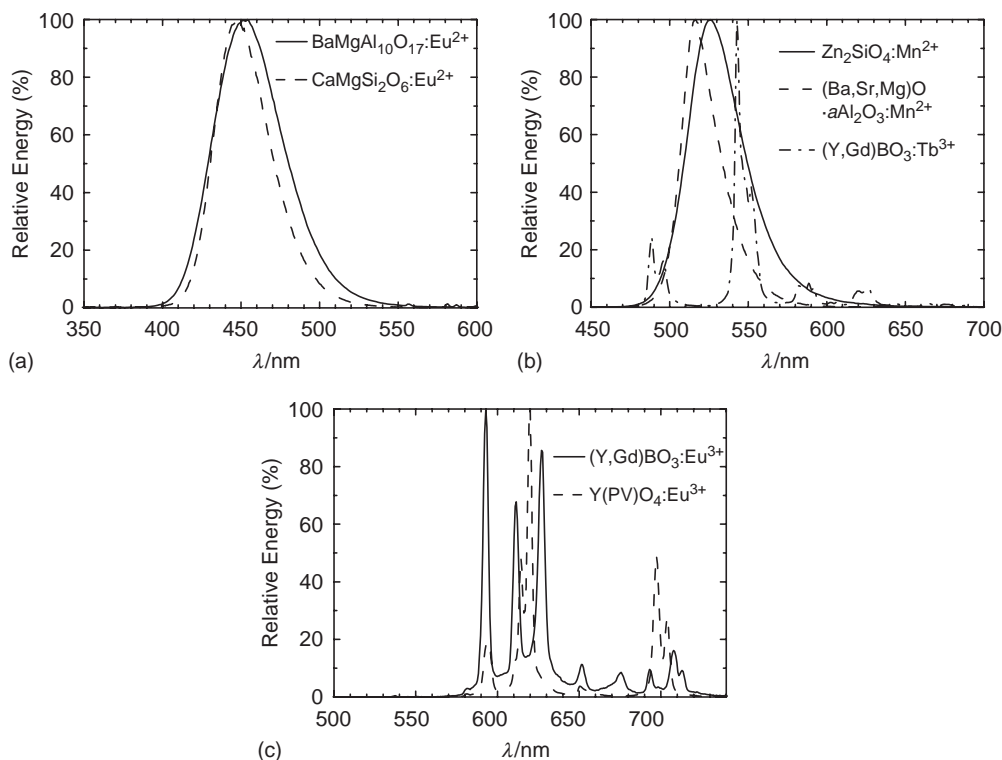 100
80
60
40
20
0
Relative Energy (%)
BaMgAl₁₀O₁₇:Eu²⁺
CaMgSi₂O₆:Eu²⁺
350 400 450 500 550 600
(a)
λ/nm
100
80
60
40
20
0
Relative Energy (%)
Zn₂SiO₄:Mn²⁺
(Ba,Sr,Mg)O
·aAl₂O₃:Mn²⁺
(Y,Gd)BO₃:Tb³⁺
450 500 550 600 650 700
(b)
λ/nm
100
80
60
40
20
0
Relative Energy (%)
(Y,Gd)BO₃:Eu³⁺
Y(PV)O₄:Eu³⁺
500 550 600 650 700
(c)
λ/nm